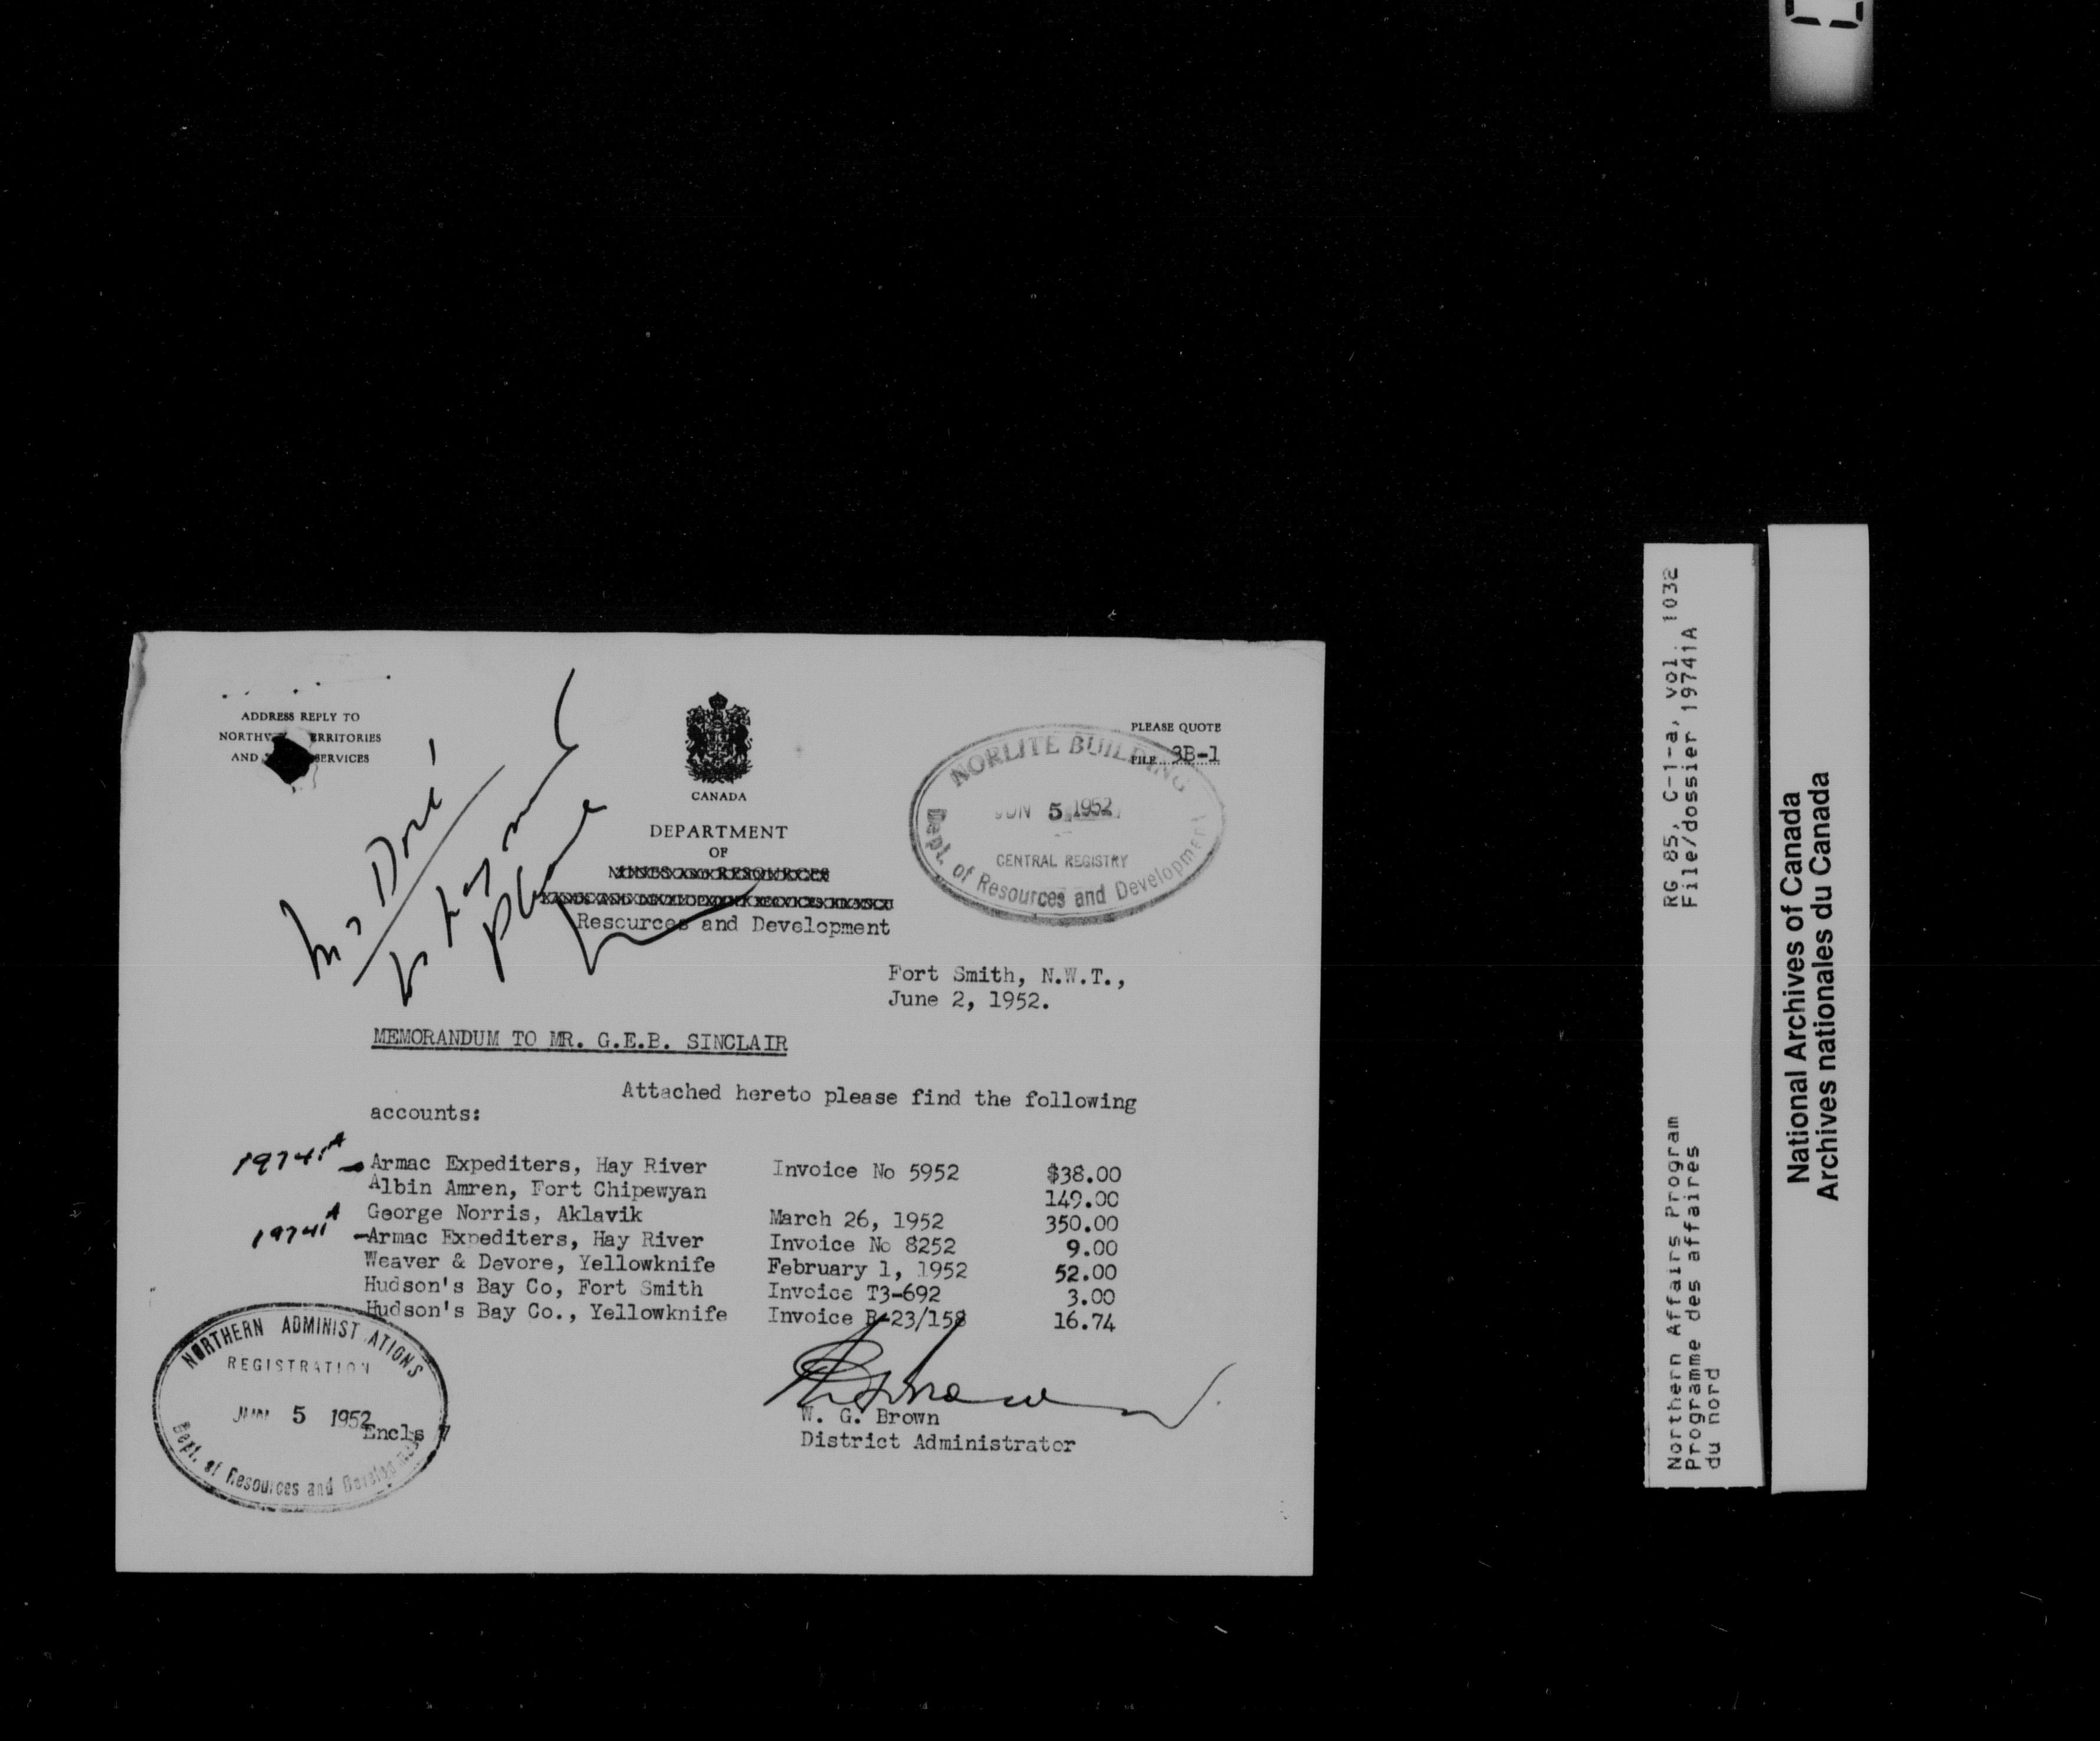 ADDRESS REPLY TO
NORTHW ERRITORIES
AND SERVICES
CANADA
DEPARTMENT
OF
Resources and Development
PLEASE QUOTE
FILE 3B-1
NORLITE BUILDING
JUN 5 1952
CENTRAL REGISTRY
Dept. of Resources and Development
Fort Smith, N.W.T.,
June 2, 1952.
MEMORANDUM TO MR. G.E.B. SINCLAIR
Attached hereto please find the following
accounts:
19741A Armac Expediters, Hay River Invoice No 5952 $38.00
Albin Amren, Fort Chipewyan 149.00
George Norris, Aklavik March 26, 1952 350.00
19741A Armac Expediters, Hay River Invoice No 8252 9.00
Weaver & Devore, Yellowknife February 1, 1952 52.00
Hudson's Bay Co, Fort Smith Invoice T3-692 3.00
Hudson's Bay Co., Yellowknife Invoice R-23/158 16.74
W. G. Brown
District Administrator
NORTHERN ADMINIST ATIONS
REGISTRATION
JUN 5 1952
Dept. of Resources and Development
Encls 7
RG 85, C-1-a, vol. 1032
File/dossier 19741A
Northern Affairs Program
Programme des affaires
du nord
National Archives of Canada
Archives nationales du Canada